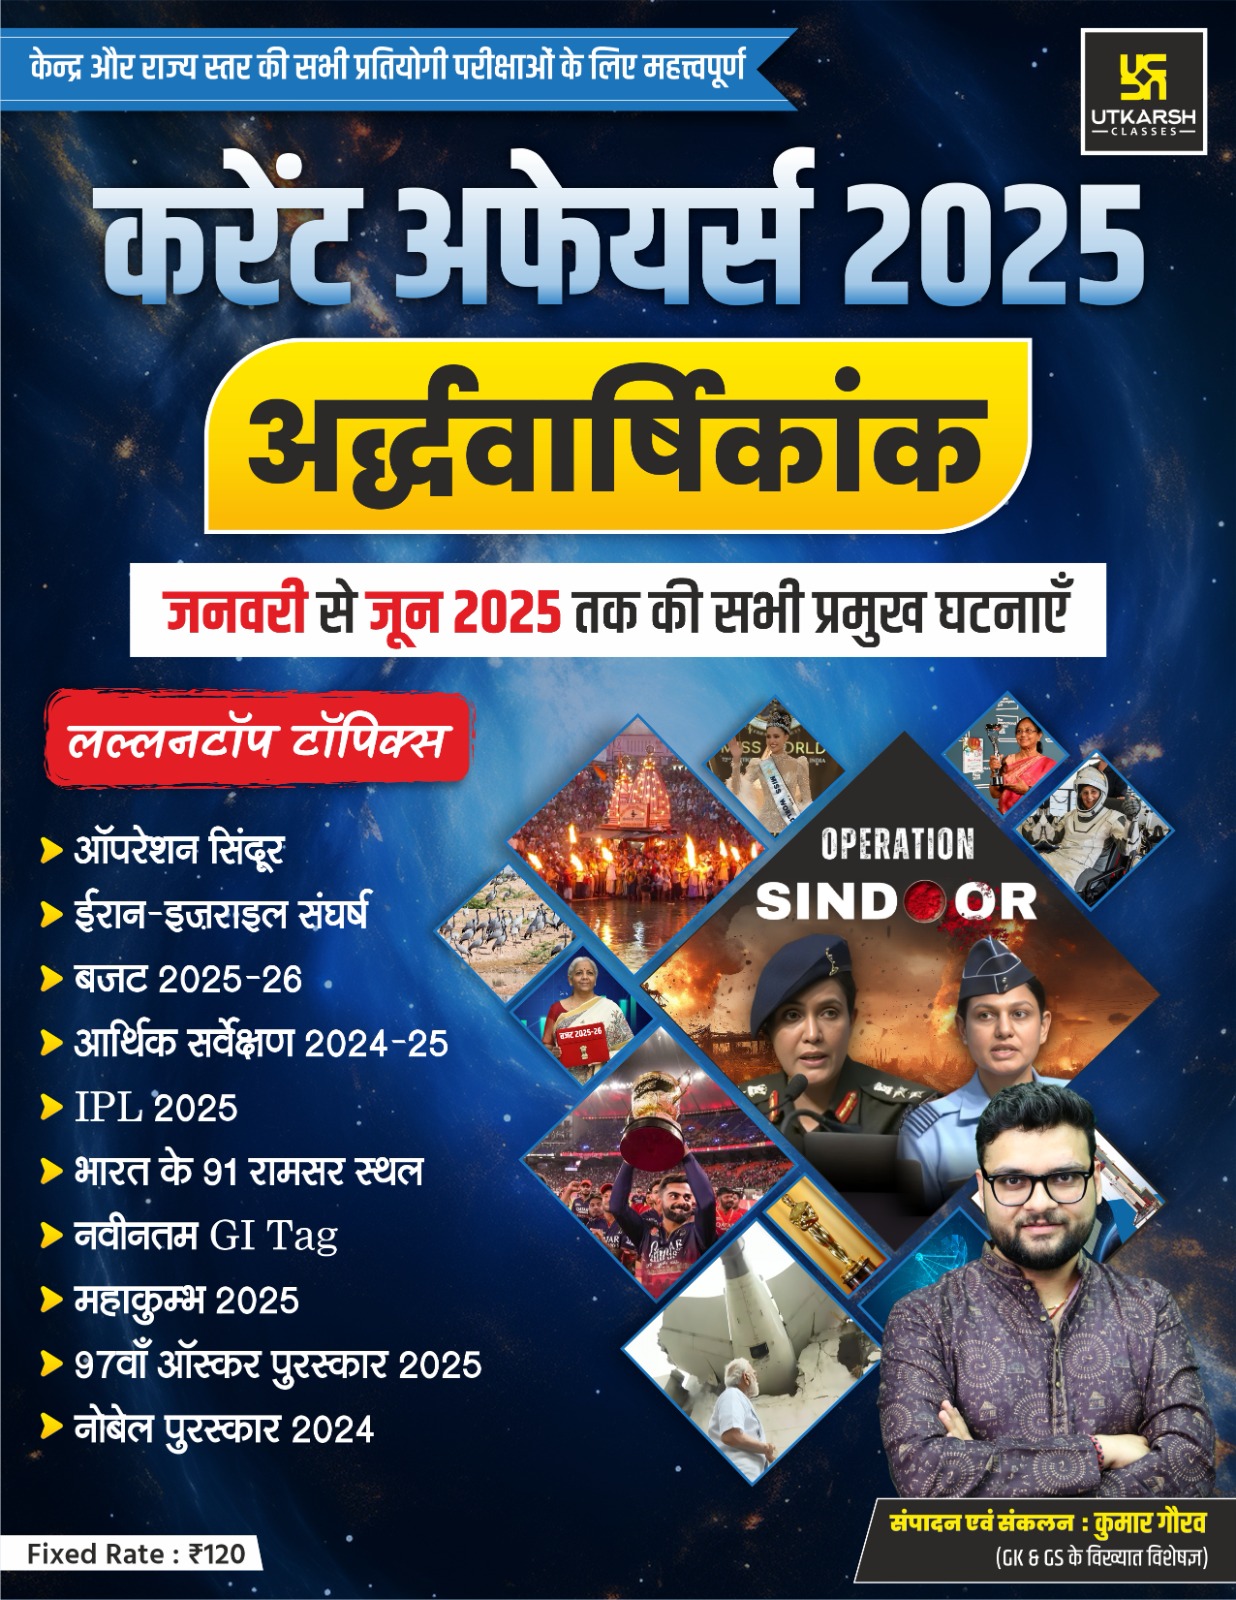 केन्द्र और राज्य स्तर की सभी प्रतियोगी परीक्षाओं के लिए महत्त्वपूर्ण
UTKARSH
CLASSES
करेंट अफेयर्स 2025
अर्द्धवार्षिकांक
जनवरी से जून 2025 तक की सभी प्रमुख घटनाएँ
लल्लनटॉप टॉपिक्स
ऑपरेशन सिंदूर
ईरान-इजराइल संघर्ष
बजट 2025-26
आर्थिक सर्वेक्षण 2024-25
IPL 2025
भारत के 91 रामसर स्थल
नवीनतम GI Tag
महाकुम्भ 2025
97वाँ ऑस्कर पुरस्कार 2025
नोबेल पुरस्कार 2024
MISS WORLD
MISS WORLD
OPERATION
SINDOOR
बजट 2025-26
Fixed Rate : ₹120
संपादन एवं संकलन : कुमार गौरव
(GK & GS के विख्यात विशेषज्ञ)